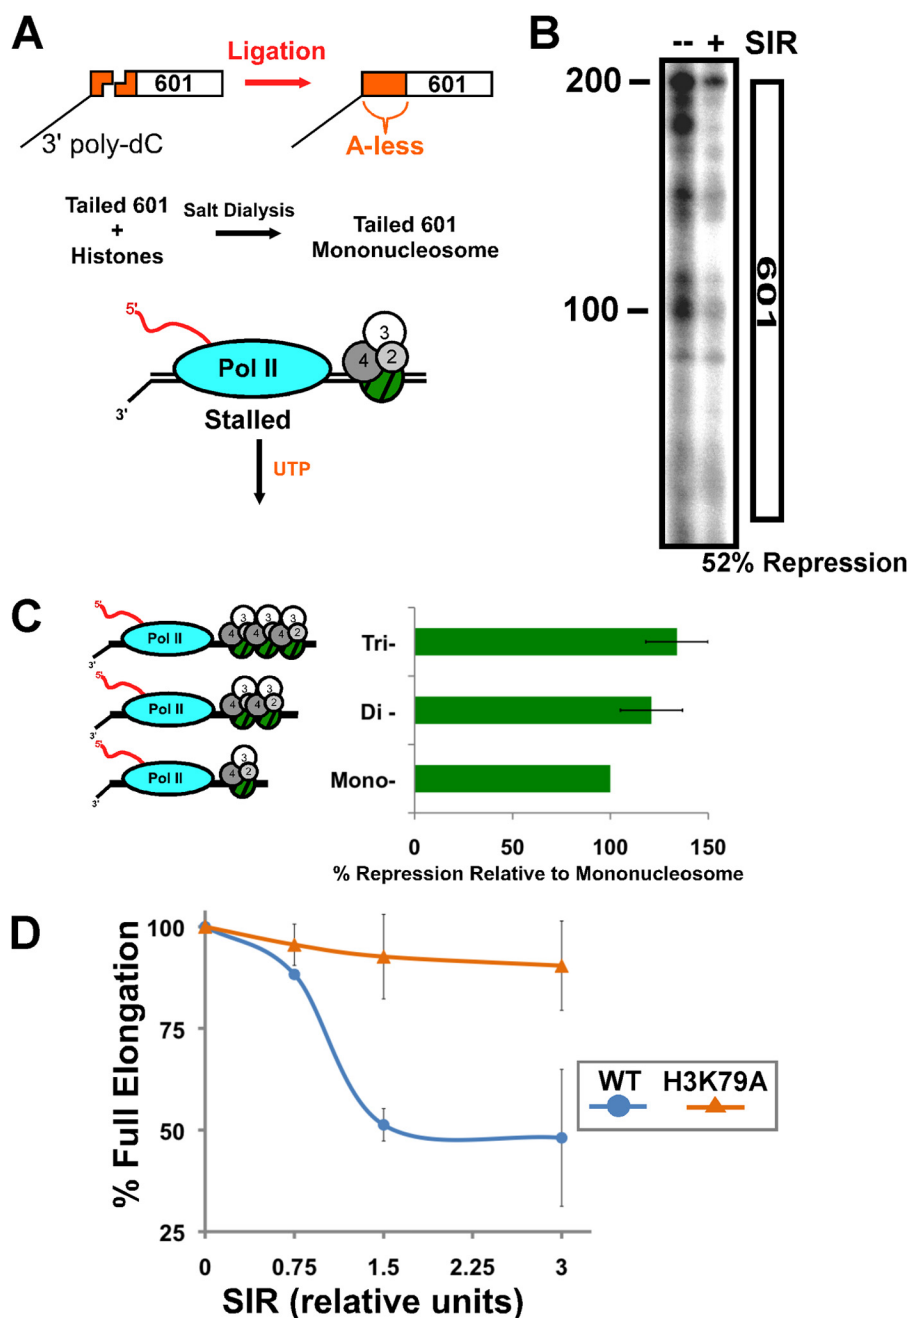 A
Ligation
601
601
3' poly-dC
A-less
Tailed 601
+
Histones
Salt Dialysis
Tailed 601
Mononucleosome
5'
3
4
2
Pol II
3'
Stalled
UTP
B
-- + SIR
200
100
601
52% Repression
C
5'
3 3 3
4 4 4 2
Pol II
3'
5'
3 3
4 4 2
Pol II
3'
5'
3
4 2
Pol II
3'
Tri-
Di -
Mono-
0 50 100 150
% Repression Relative to Mononucleosome
D
% Full Elongation
100
75
50
25
0 0.75 1.5 2.25 3
SIR (relative units)
WT H3K79A